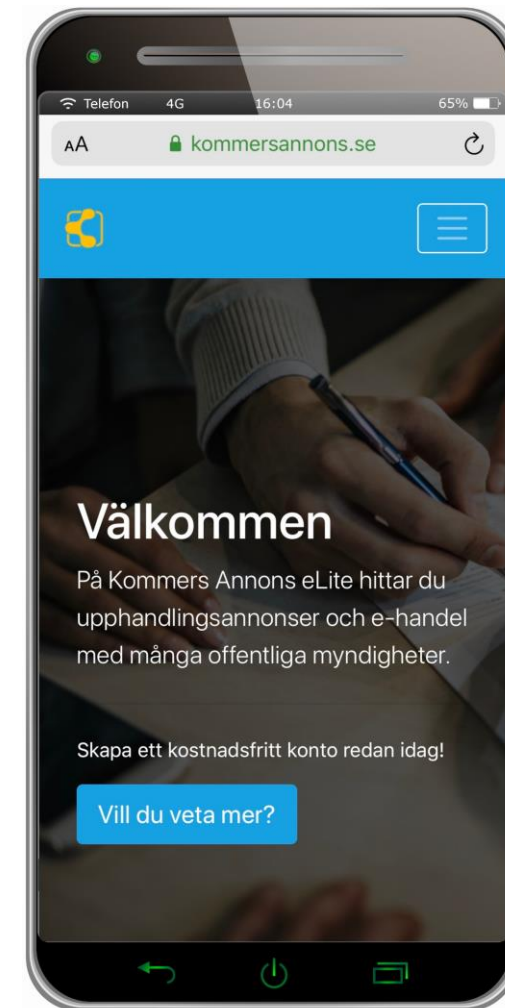 Telefon 4G 16:04 65%
AA kommersannons.se
Välkommen
På Kommers Annons eLite hittar du
upphandlingsannonser och e-handel
med många offentliga myndigheter.
Skapa ett kostnadsfritt konto redan idag!
Vill du veta mer?